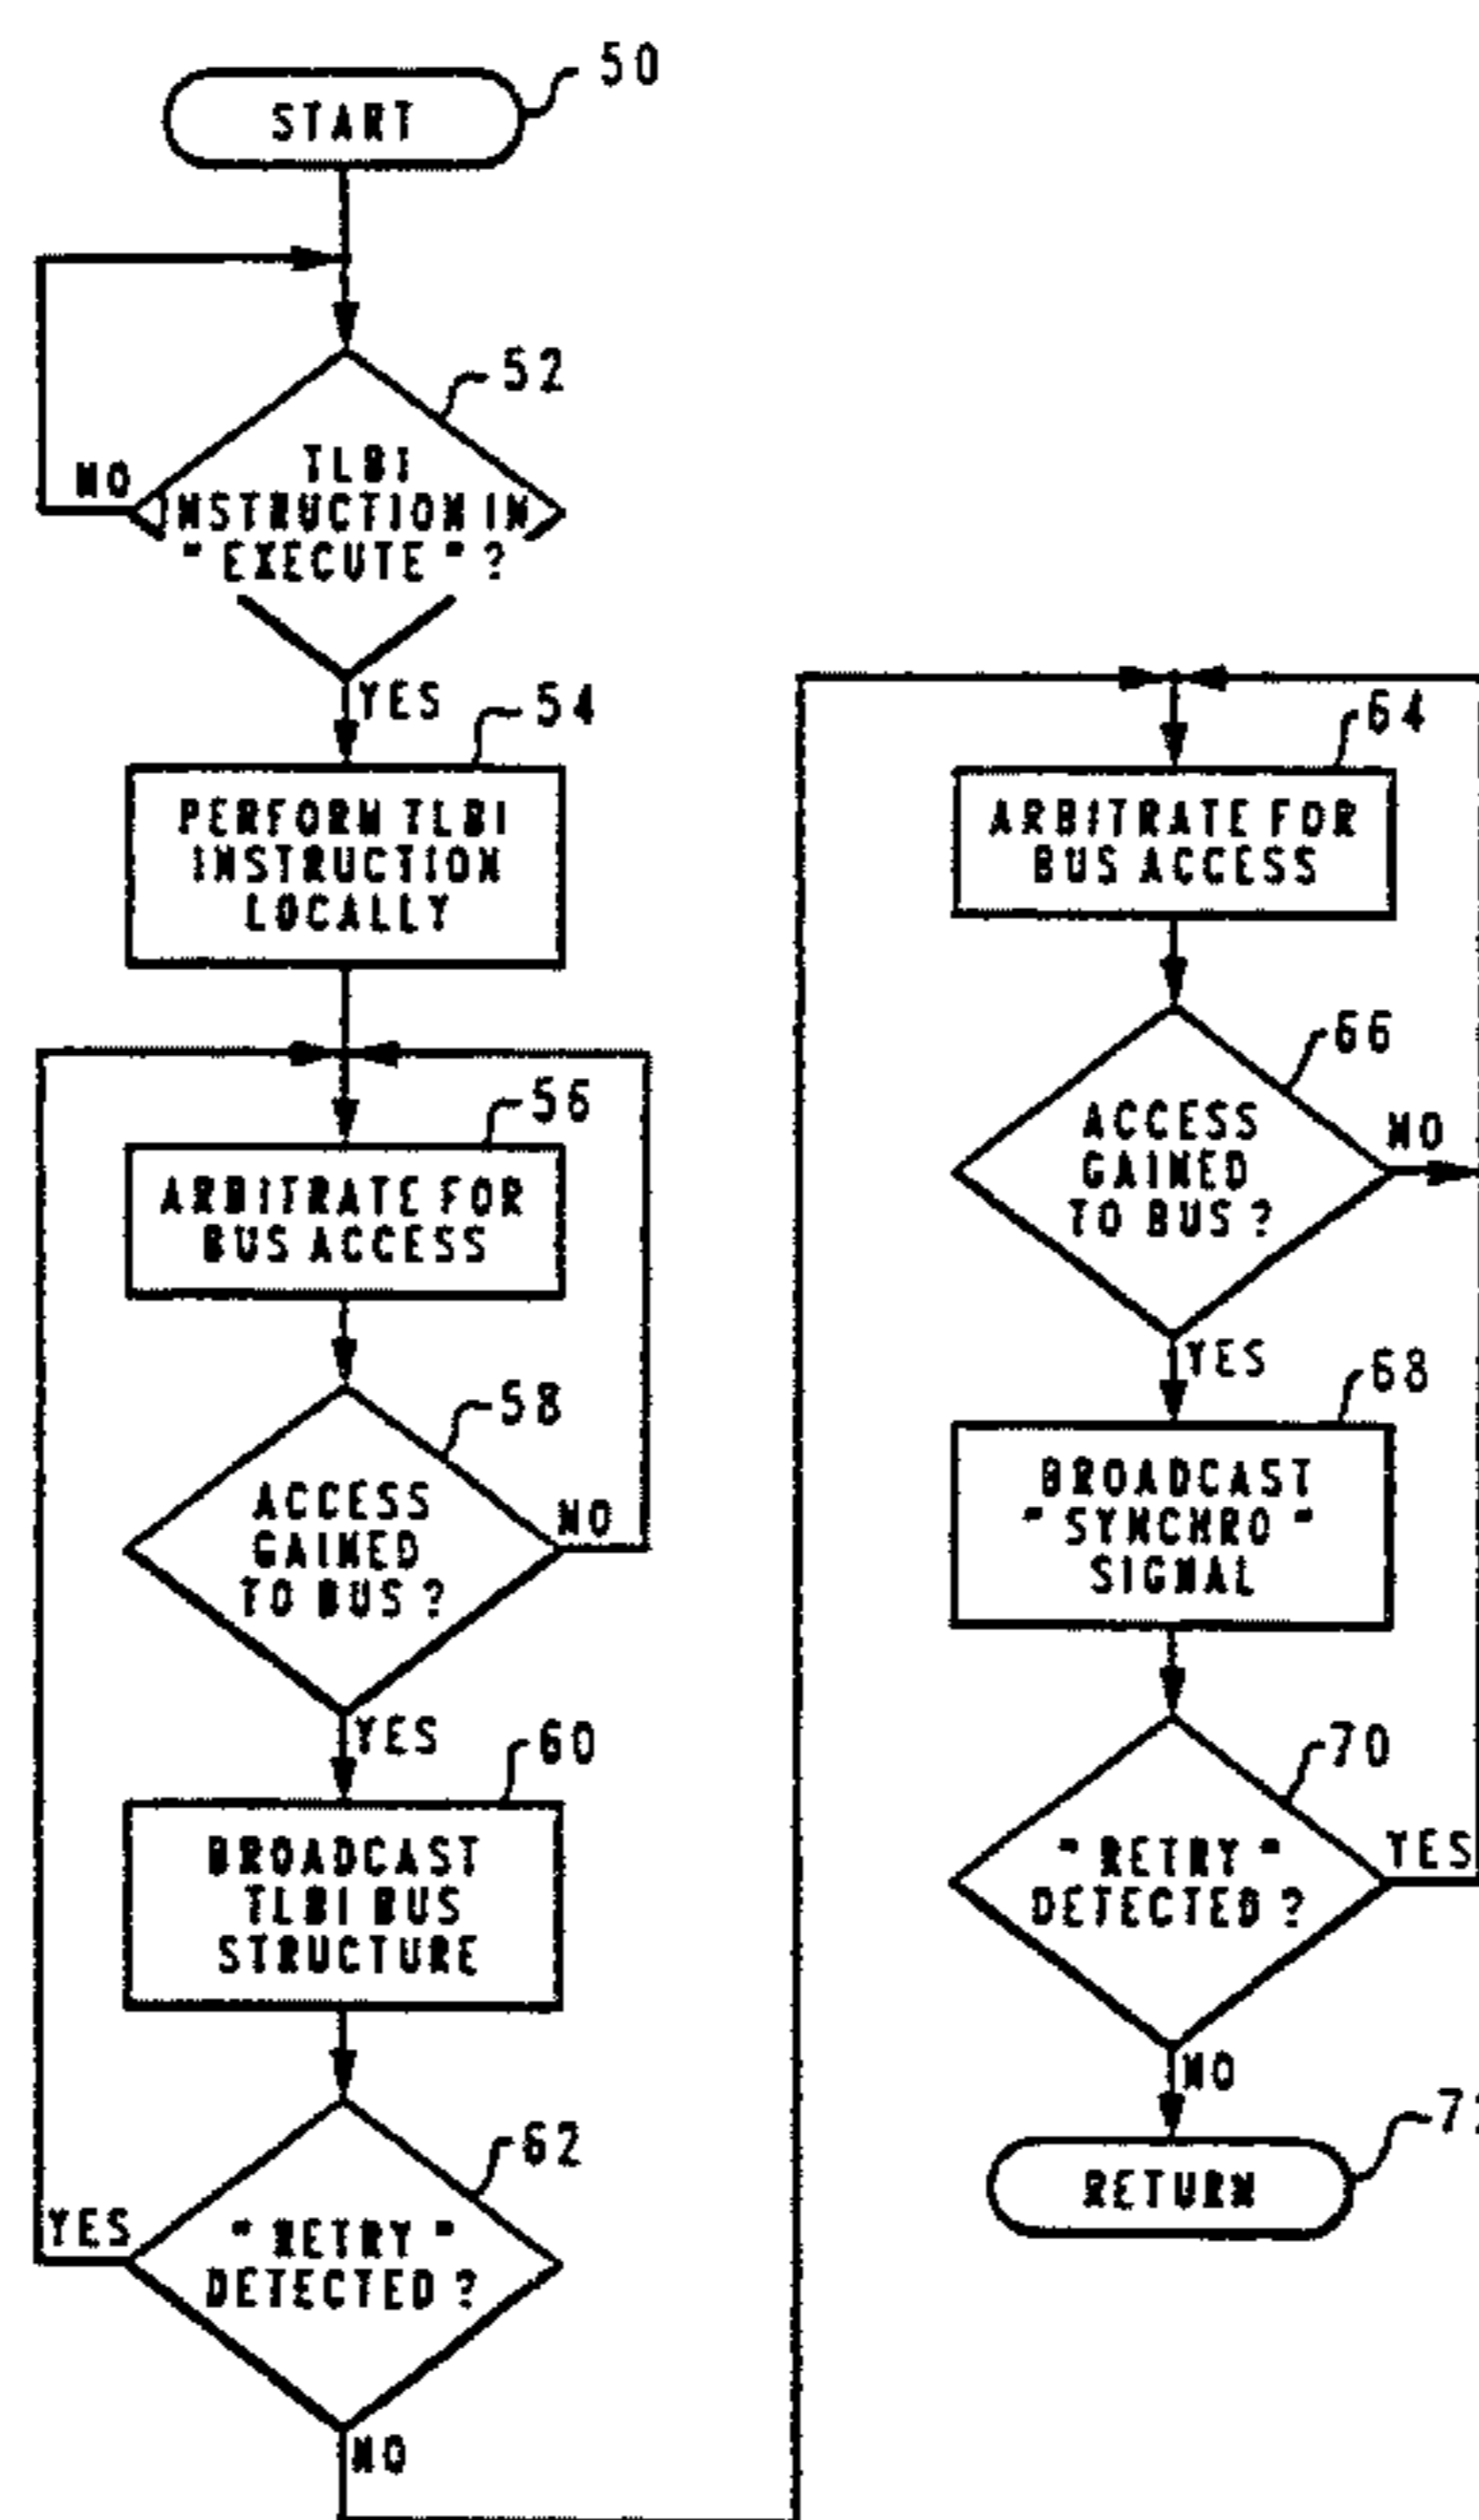 50
START
52
TLBI
INSTRUCTION IN
"EXECUTE"?
NO
YES
54
PERFORM TLBI
INSTRUCTION
LOCALLY
56
ARBITRATE FOR
BUS ACCESS
58
ACCESS
GAINED
TO BUS?
NO
YES
60
BROADCAST
TLBI BUS
STRUCTURE
62
"RETRY"
DETECTED?
YES
NO
64
ARBITRATE FOR
BUS ACCESS
66
ACCESS
GAINED
TO BUS?
NO
YES
68
BROADCAST
"SYNCHRO"
SIGNAL
70
"RETRY"
DETECTED?
YES
NO
RETURN